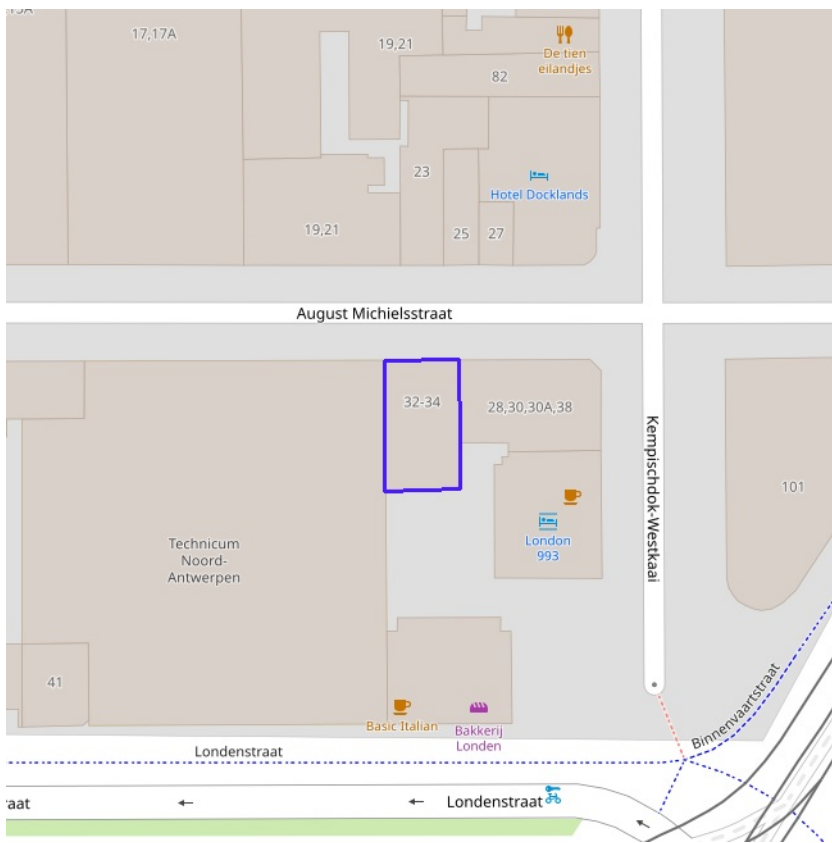 17,17A
19,21
De tien
eilandjes
82
23
Hotel Docklands
19,21
25
27
August Michielsstraat
32-34
28,30,30A,38
Kempischdok-Westkaai
101
London
993
Technicum
Noord-
Antwerpen
41
Basic Italian
Bakkerij
Londen
Binnenvaartstraat
Londenstraat
raat
Londenstraat